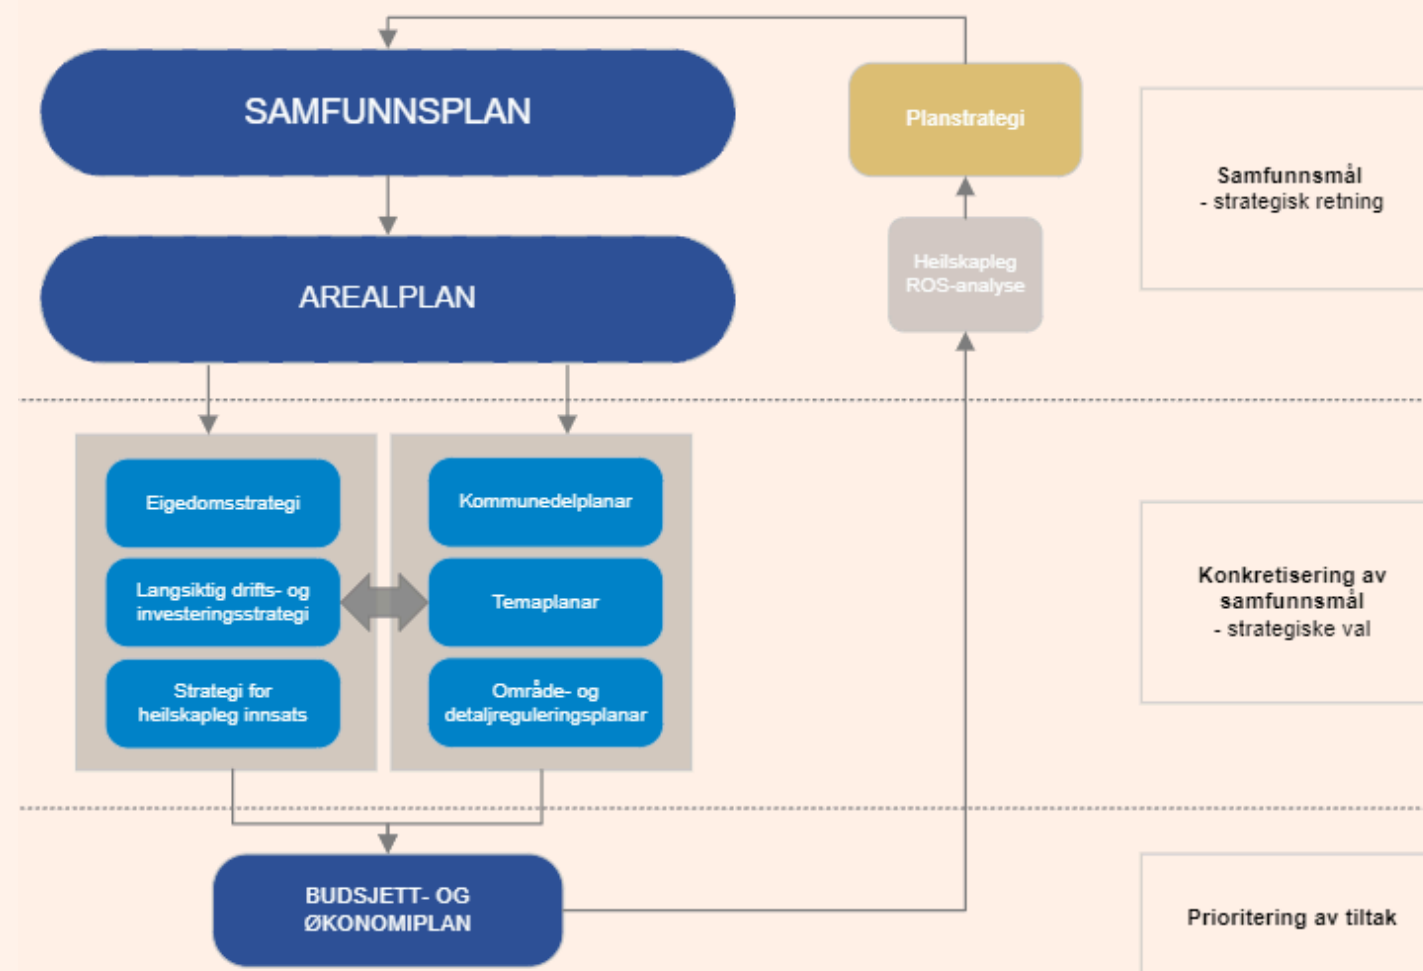 SAMFUNNSPLAN
Planstrategi
Samfunnsmål
- strategisk retning
Heilskapleg
ROS-analyse
AREALPLAN
Eigedomsstrategi
Kommunedelplanar
Langsiktig drifts- og
investeringsstrategi
Temaplanar
Konkretisering av
samfunnsmål
- strategiske val
Strategi for
heilskapleg innsats
Område- og
detaljreguleringsplanar
BUDSJETT- OG
ØKONOMIPLAN
Prioritering av tiltak